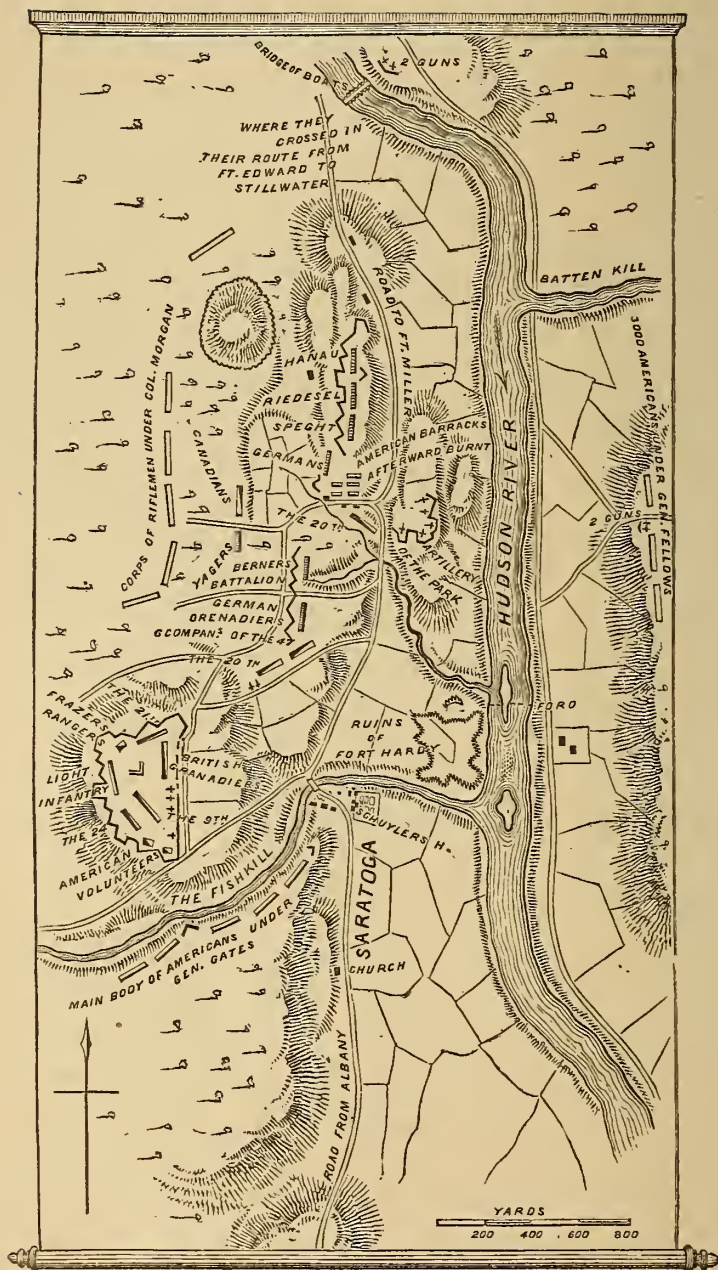 BRIDGE OF BOATS
2 GUNS
WHERE THEY
CROSSED IN
THEIR ROUTE FROM
FT. EDWARD TO
STILLWATER
BATTEN KILL
ROAD TO FT. MILLER
3000 AMERICANS UNDER GEN. FELLOWS
CORPS OF RIFLEMEN UNDER COL. MORGAN
HANAU
RIEDESEL
SPEGHT
GERMANS
AMERICAN BARRACKS
AFTERWARD BURNT
CANADIANS
HUDSON RIVER
2 GUNS
THE 20TH
ARTILLERY
OF THE PARK
YAGERS
BERNERS
BATTALION
GERMAN
GRENADIERS
6 COMPANS OF THE 47
THE 20TH
FORD
FRAZERS
RANGERS
THE 21ST
RUINS
OF
FORT HARDY
BRITISH
GRANADIERS
LIGHT
INFANTRY
THE 9TH
THE 24
AMERICAN
VOLUNTEERS
SCHUYLERS H.
THE FISHKILL
SARATOGA
MAIN BODY OF AMERICANS UNDER
GEN. GATES
CHURCH
ROAD FROM ALBANY
YARDS
200 400 600 800